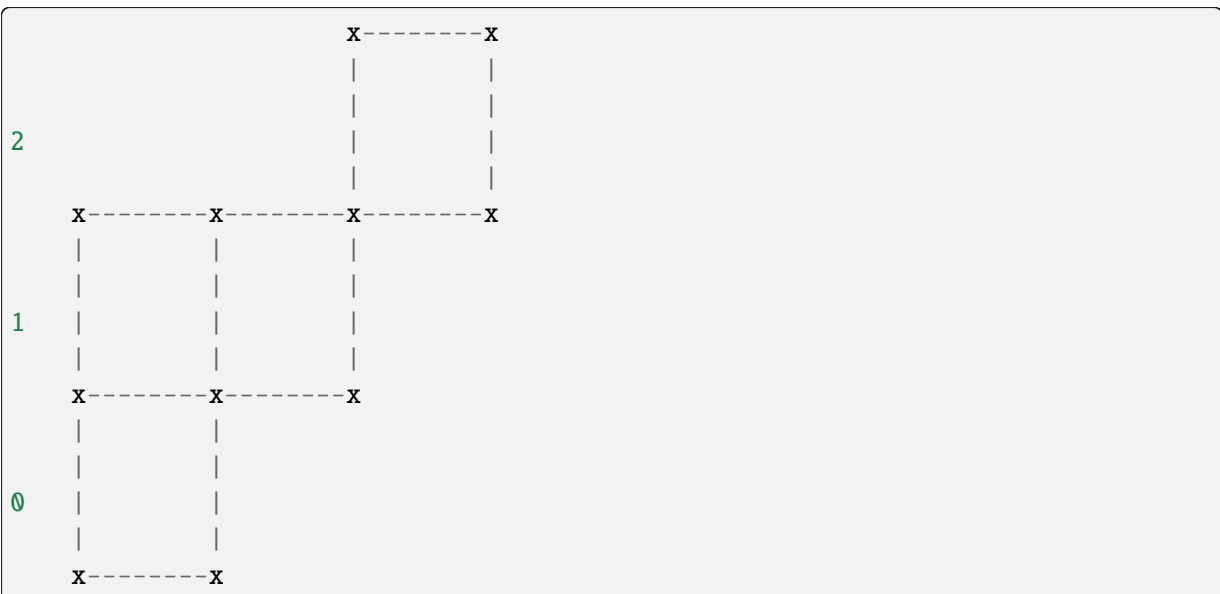 x--------x
                      |        |
                      |        |
2                     |        |
                      |        |
    x--------x--------x--------x
    |        |        |
    |        |        |
1   |        |        |
    |        |        |
    x--------x--------x
    |        |
    |        |
0   |        |
    |        |
    x--------x